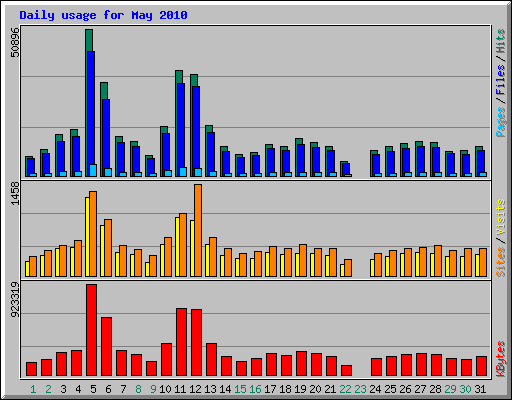 Daily usage for May 2010
50896
Pages / Files / Hits
1458
Sites / Visits
923319
KBytes
1 2 3 4 5 6 7 8 9 10 11 12 13 14 15 16 17 18 19 20 21 22 23 24 25 26 27 28 29 30 31